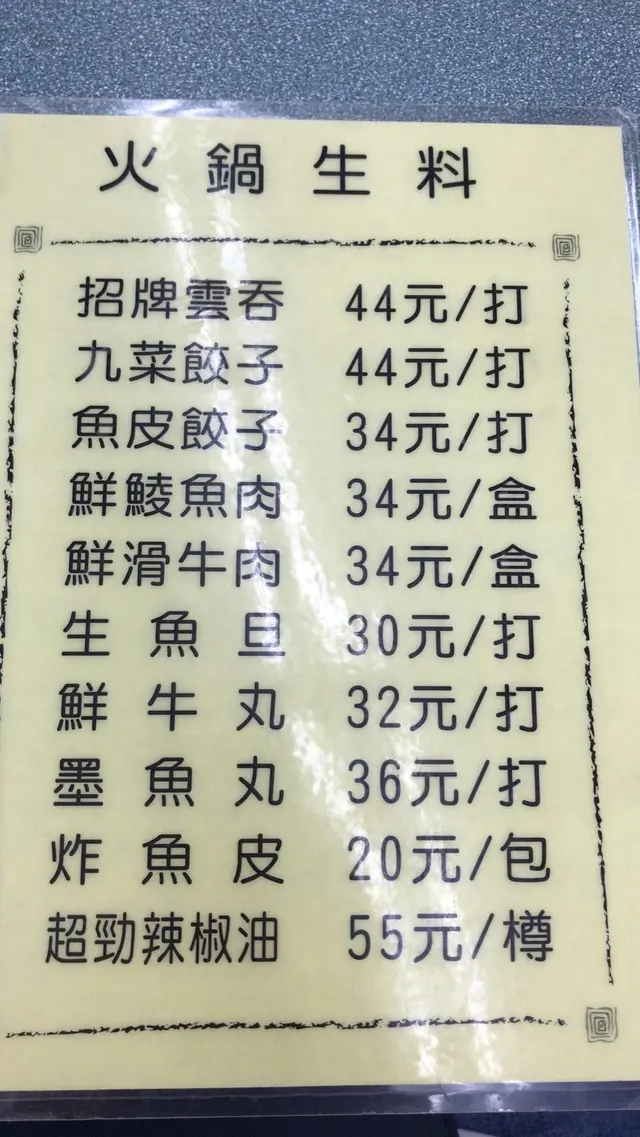 火鍋生料
招牌雲吞 44元/打
九菜餃子 44元/打
魚皮餃子 34元/打
鮮鯪魚肉 34元/盒
鮮滑牛肉 34元/盒
生魚旦 30元/打
鮮牛丸 32元/打
墨魚丸 36元/打
炸魚皮 20元/包
超勁辣椒油 55元/樽